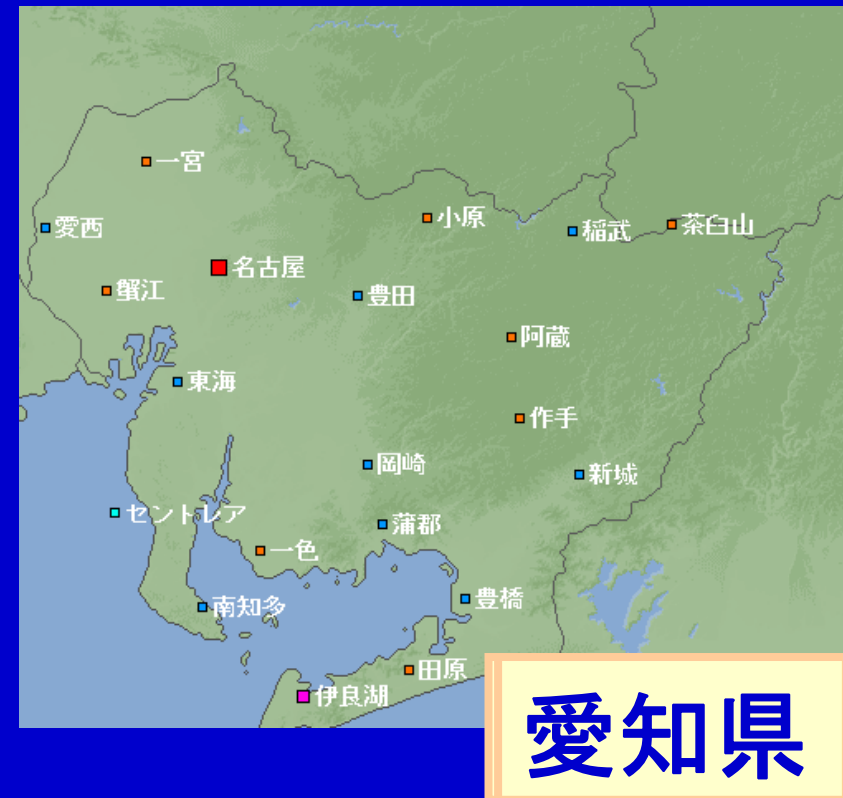 一宮
小原
愛西
稲武
茶臼山
名古屋
蟹江
豊田
阿蔵
東海
作手
岡崎
新城
セントレア
蒲郡
一色
豊橋
南知多
田原
伊良湖
愛知県